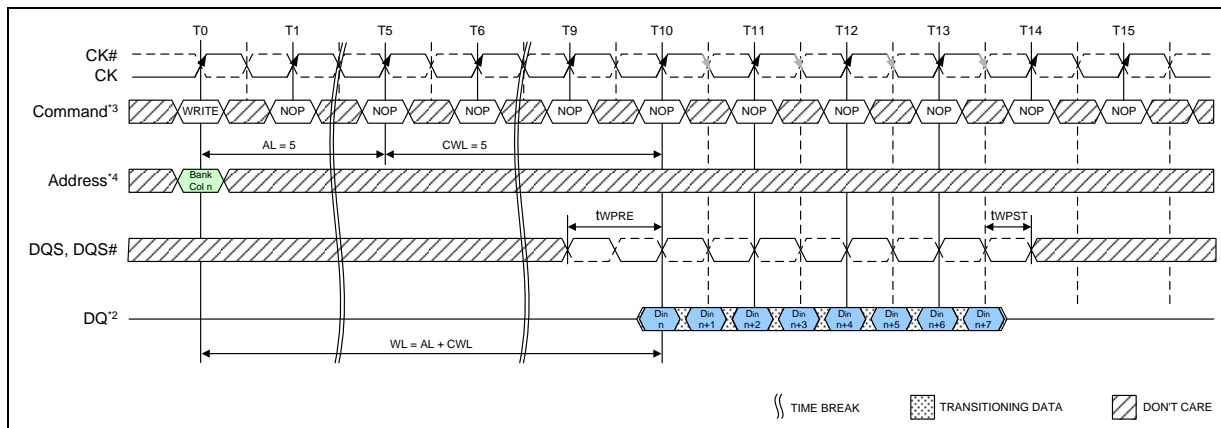 T0 T1 T5 T6 T9 T10 T11 T12 T13 T14 T15
CK#
CK
Command*3 WRITE NOP NOP NOP NOP NOP NOP NOP NOP NOP NOP
AL = 5 CWL = 5
Address*4 Bank
Col n
tWPRE tWPST
DQS, DQS#
DQ*2 Din Din Din Din Din Din Din Din
n n+1 n+2 n+3 n+4 n+5 n+6 n+7
WL = AL + CWL
TIME BREAK TRANSITIONING DATA DON'T CARE